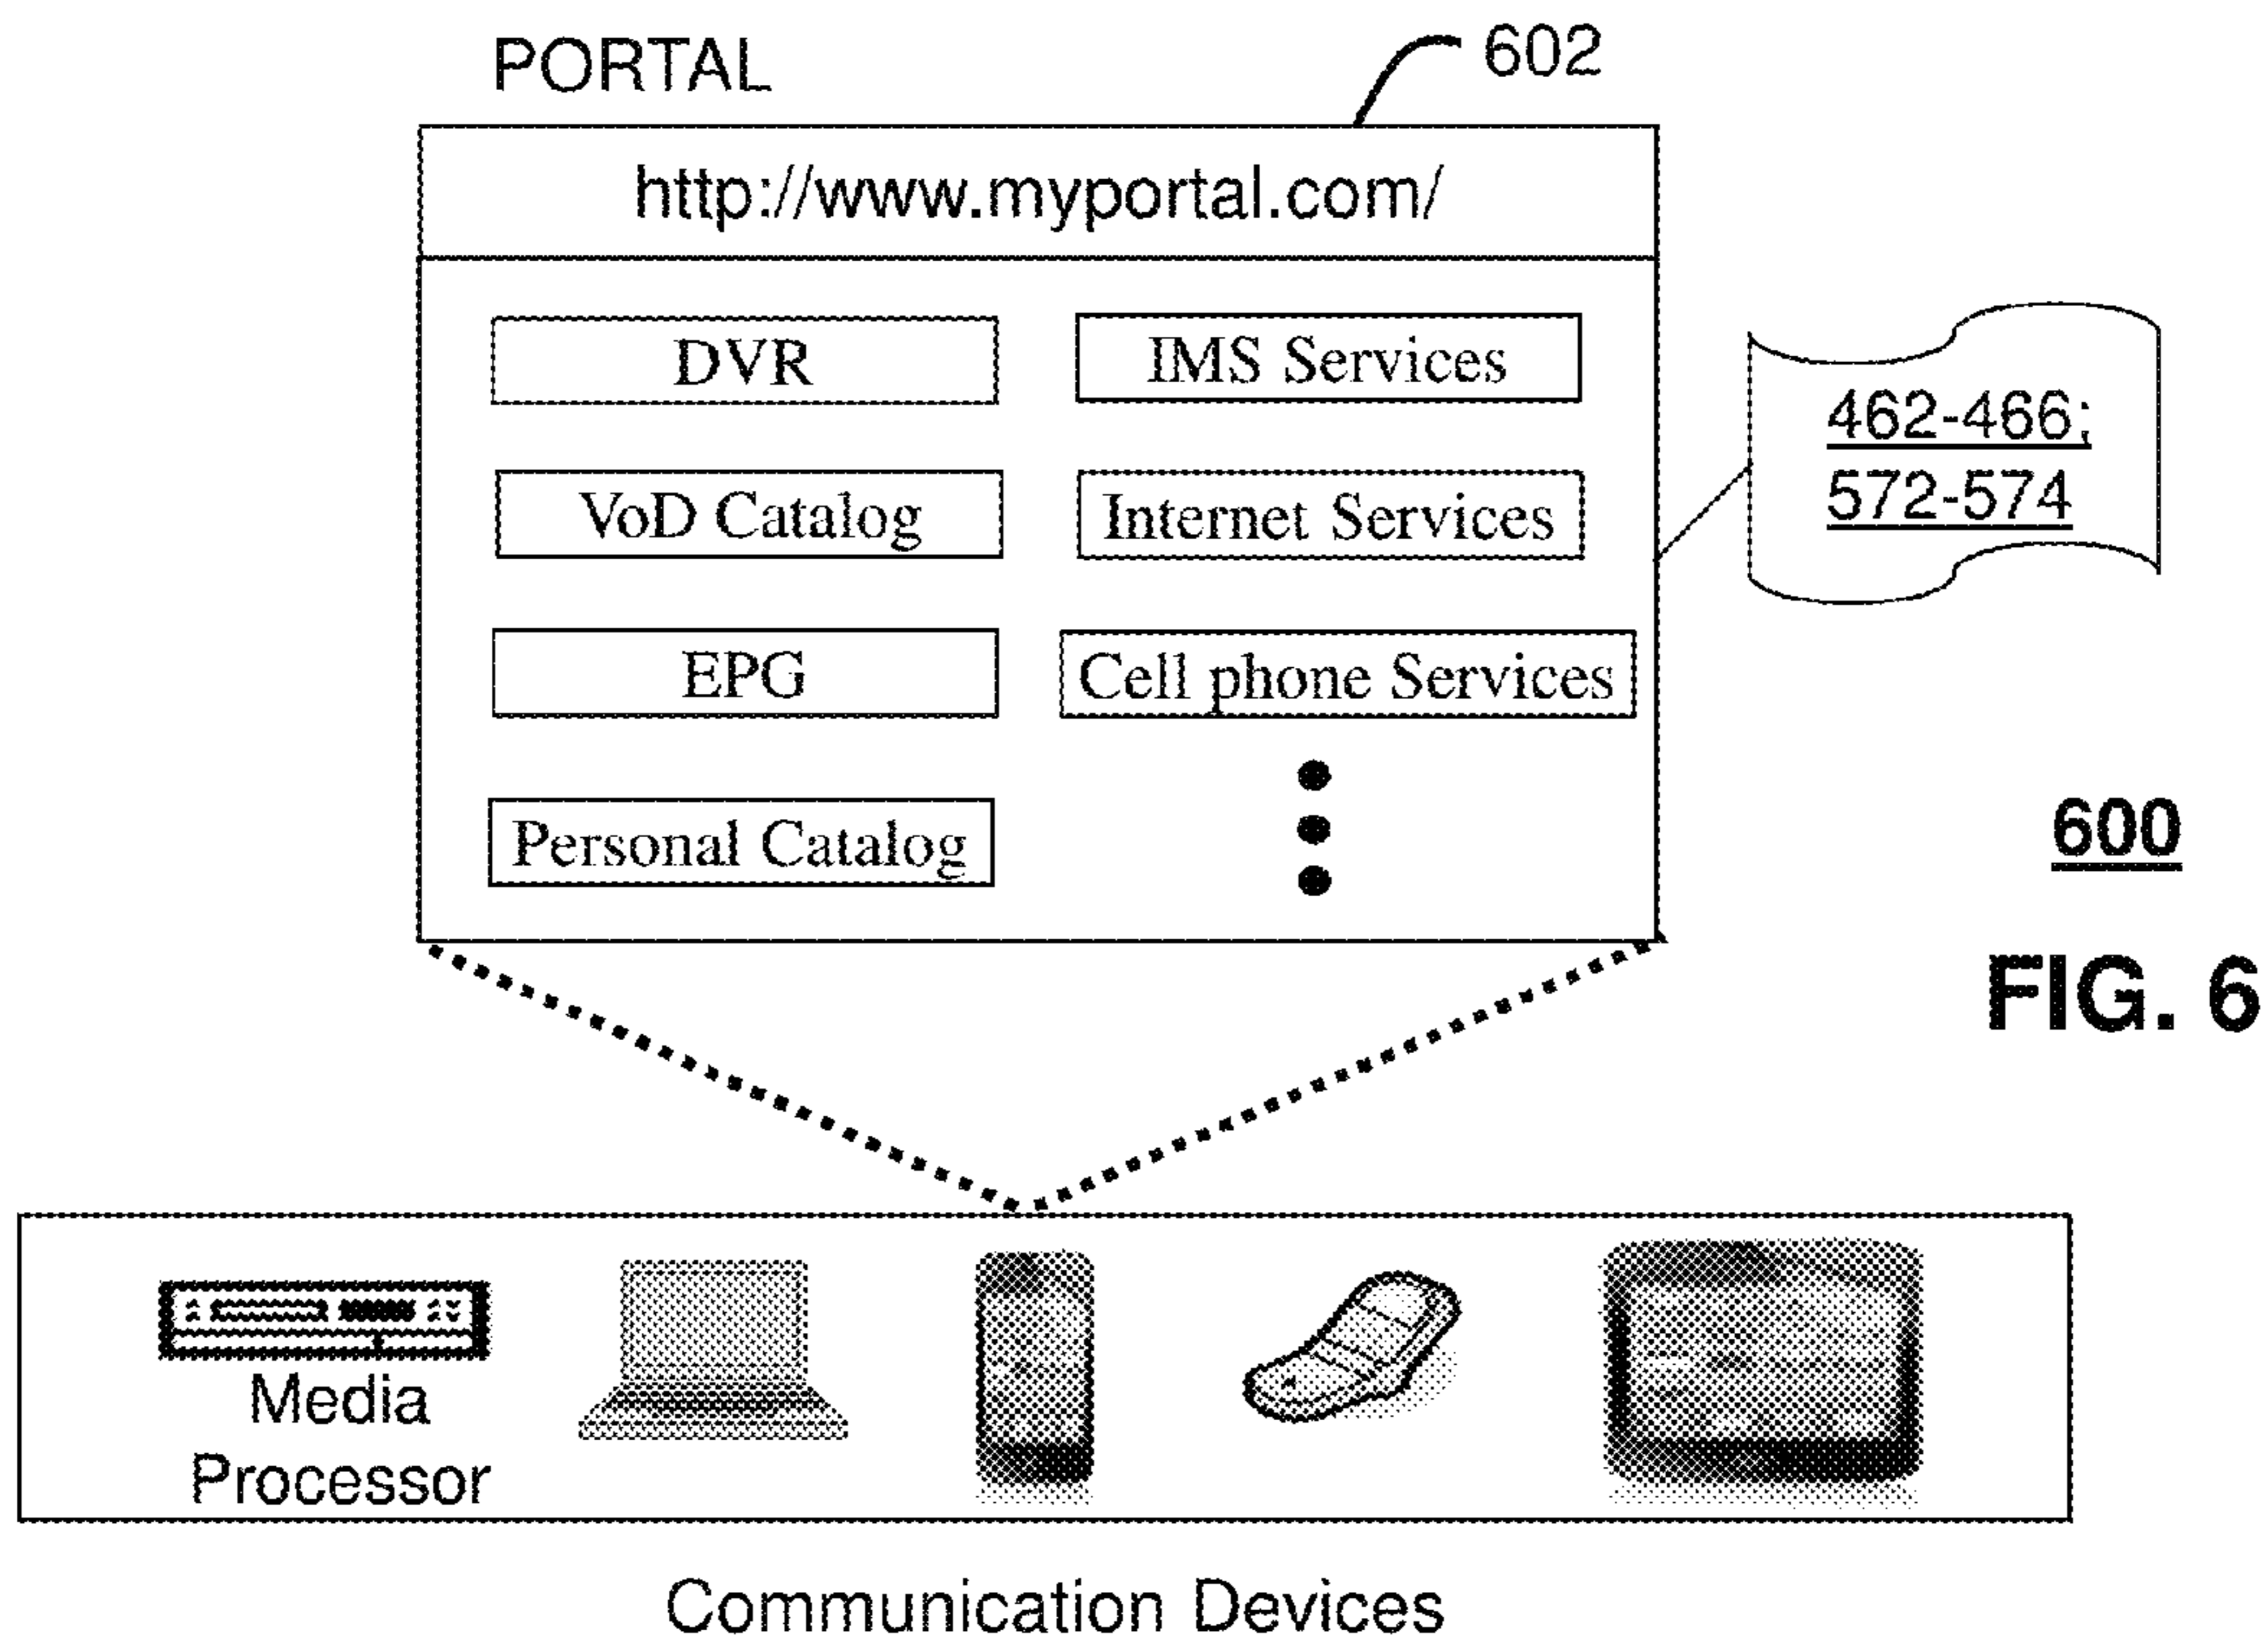 PORTAL
602
http://www.myportal.com/
DVR
IMS Services
VoD Catalog
Internet Services
EPG
Cell phone Services
Personal Catalog
462-466;
572-574
600
FIG. 6
Media
Processor
Communication Devices